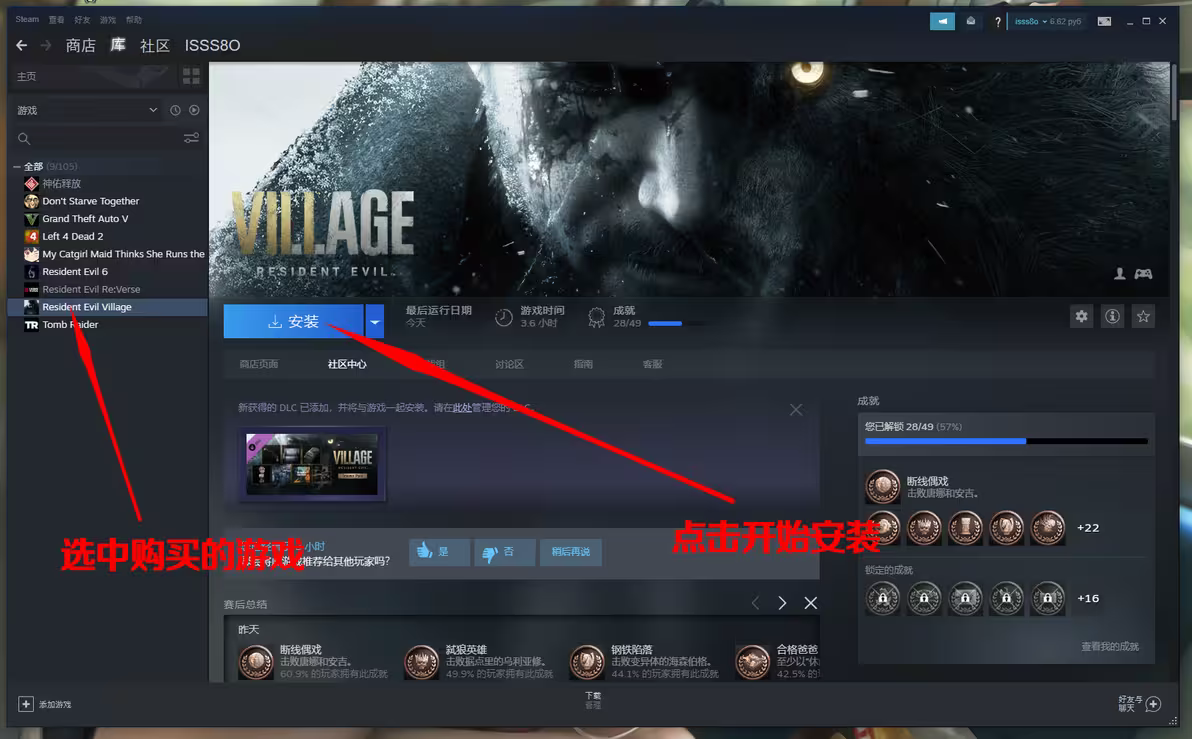 Steam 查看 好友 游戏 帮助
isss8o 6.62 pуб
商店 库 社区 ISSS8O
主页
游戏
全部 (9/105)
神佑释放
Don't Starve Together
Grand Theft Auto V
Left 4 Dead 2
My Catgirl Maid Thinks She Runs the
Resident Evil 6
Resident Evil Re:Verse
Resident Evil Village
Tomb Raider
VILLAGE
RESIDENT EVIL
安装
最后运行日期
今天
游戏时间
3.6 小时
成就
28/49
商店页面 社区中心 讨论区 指南 客服
新获得的 DLC 已添加，并将与游戏一起安装。请在此处管理您的
VILLAGE
RESIDENT EVIL
选中购买的游戏
点击开始安装
小时
游戏推荐给其他玩家吗?
是 否 稍后再说
赛后总结
昨天
断线偶戏
击败唐娜和安吉。
60.9% 的玩家拥有此成就
弑狼英雄
击败据点里的乌利亚修。
49.9% 的玩家拥有此成就
钢铁陷落
击败变异体的海森伯格。
44.1% 的玩家拥有此成就
合格爸爸
至少以"休
42.5% 的
成就
您已解锁 28/49 (57%)
断线偶戏
击败唐娜和安吉。
+22
锁定的成就
+16
查看我的成就
添加游戏
下载
管理
好友与
聊天